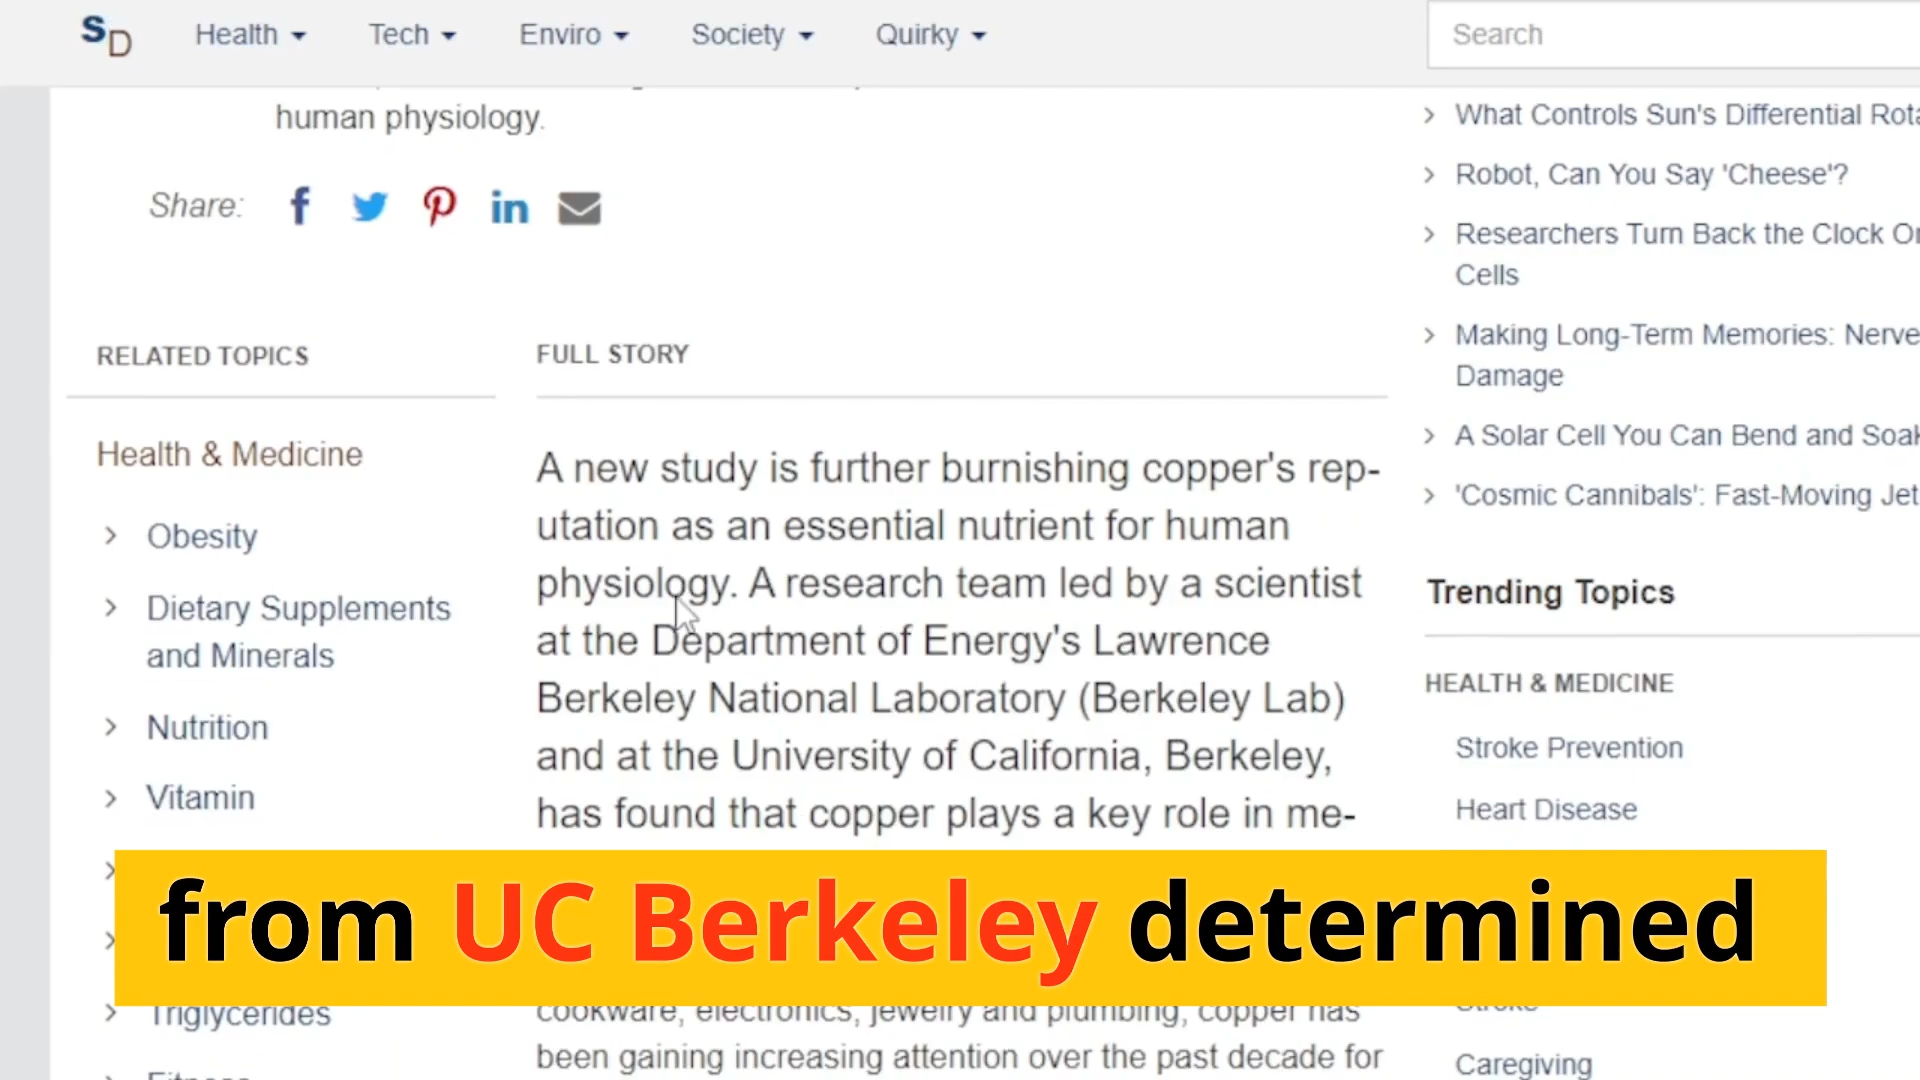 SD
Health
Tech
Enviro
Society
Quirky
Search
human physiology.
Share:
RELATED TOPICS
Health & Medicine
Obesity
Dietary Supplements
and Minerals
Nutrition
Vitamin
Triglycerides
FULL STORY
A new study is further burnishing copper's rep-
utation as an essential nutrient for human
physiology. A research team led by a scientist
at the Department of Energy's Lawrence
Berkeley National Laboratory (Berkeley Lab)
and at the University of California, Berkeley,
has found that copper plays a key role in me-
from UC Berkeley determined
cookware, electronics, jewelry and plumbing, copper has
been gaining increasing attention over the past decade for
What Controls Sun's Differential Rota
Robot, Can You Say 'Cheese'?
Researchers Turn Back the Clock On
Cells
Making Long-Term Memories: Nerve
Damage
A Solar Cell You Can Bend and Soak
'Cosmic Cannibals': Fast-Moving Jet
Trending Topics
HEALTH & MEDICINE
Stroke Prevention
Heart Disease
Stroke
Caregiving